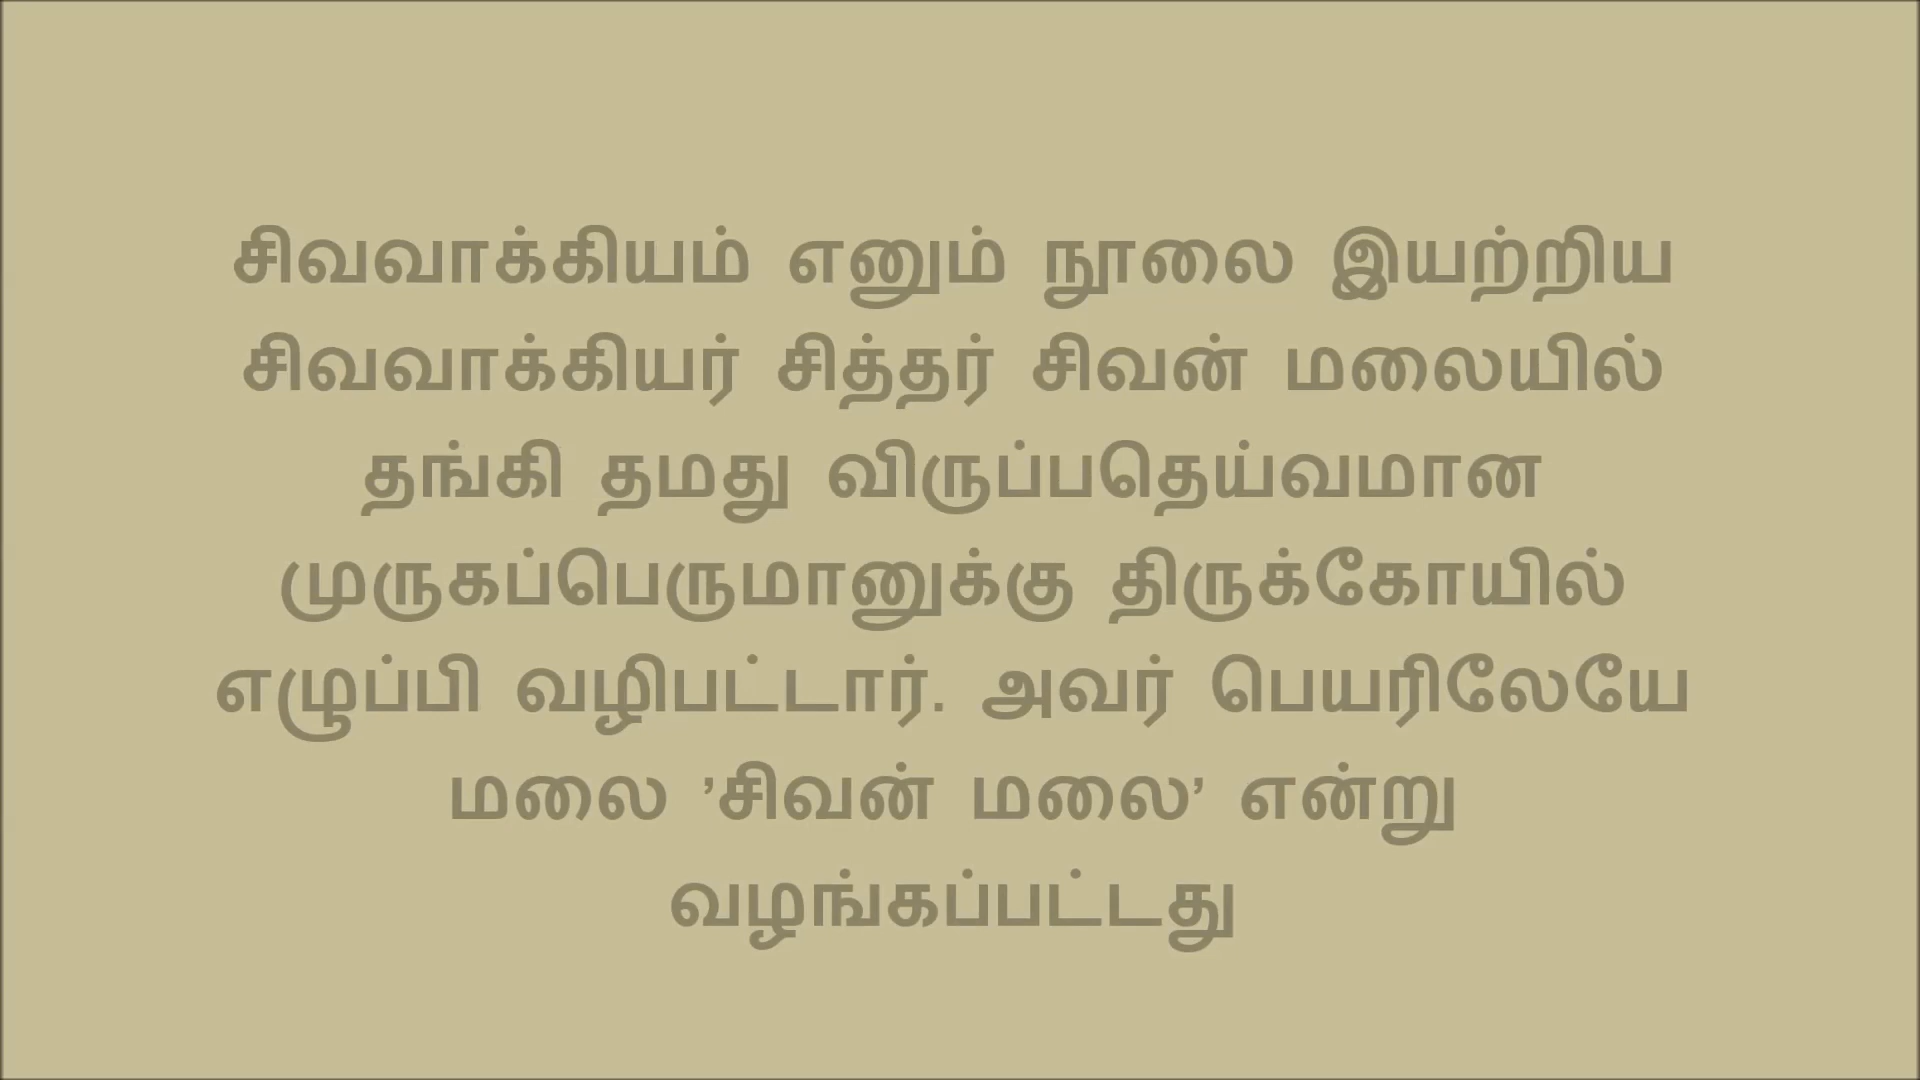 சிவவாக்கியம் எனும் நூலை இயற்றிய
சிவவாக்கியர் சித்தர் சிவன் மலையில்
தங்கி தமது விருப்பதெய்வமான
முருகப்பெருமானுக்கு திருக்கோயில்
எழுப்பி வழிபட்டார். அவர் பெயரிலேயே
மலை ’சிவன் மலை’ என்று
வழங்கப்பட்டது